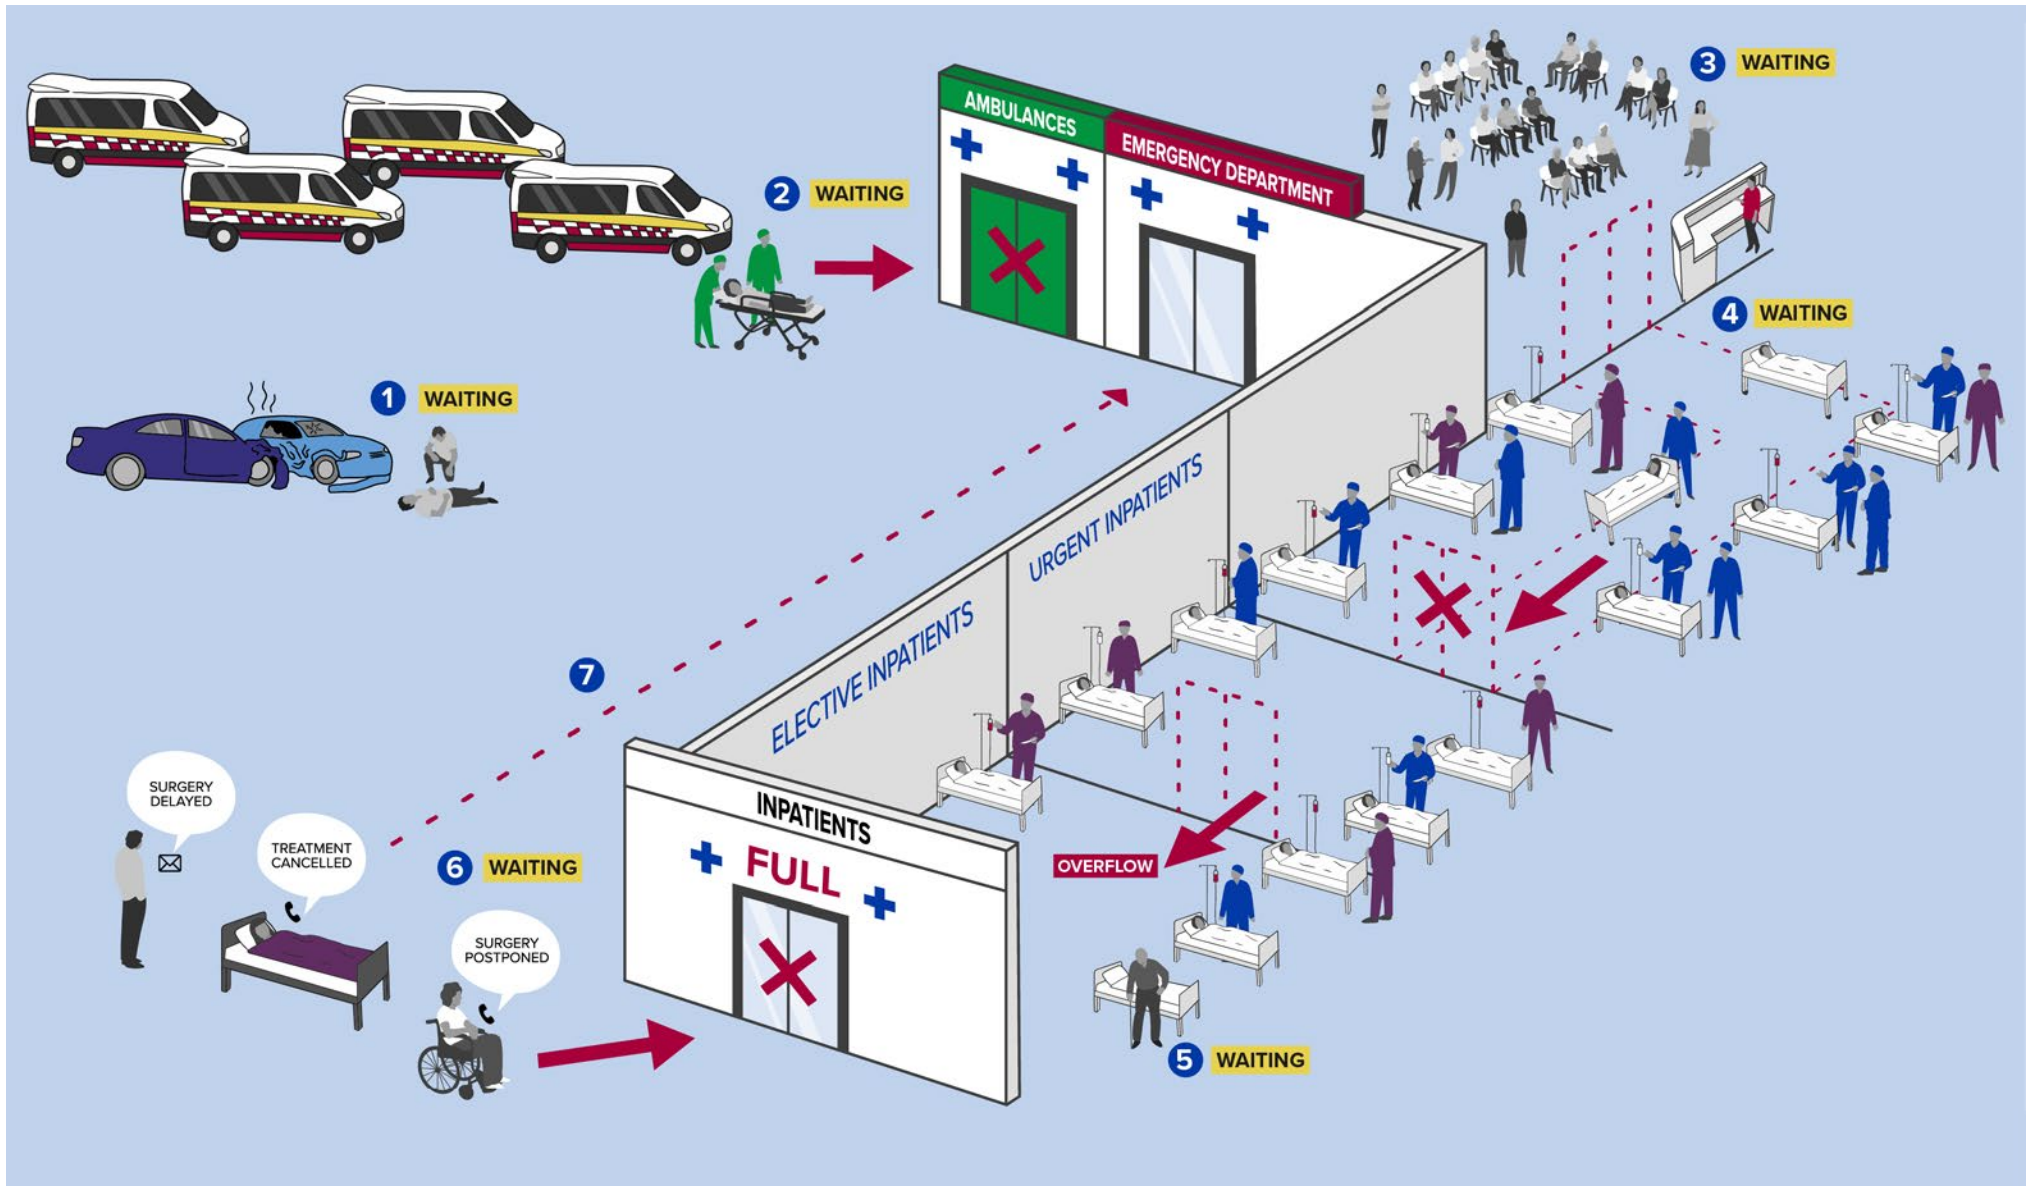 AMBULANCES
EMERGENCY DEPARTMENT
3 WAITING
2 WAITING
4 WAITING
1 WAITING
URGENT INPATIENTS
ELECTIVE INPATIENTS
7
SURGERY
DELAYED
TREATMENT
CANCELLED
6 WAITING
SURGERY
POSTPONED
INPATIENTS
FULL
OVERFLOW
5 WAITING